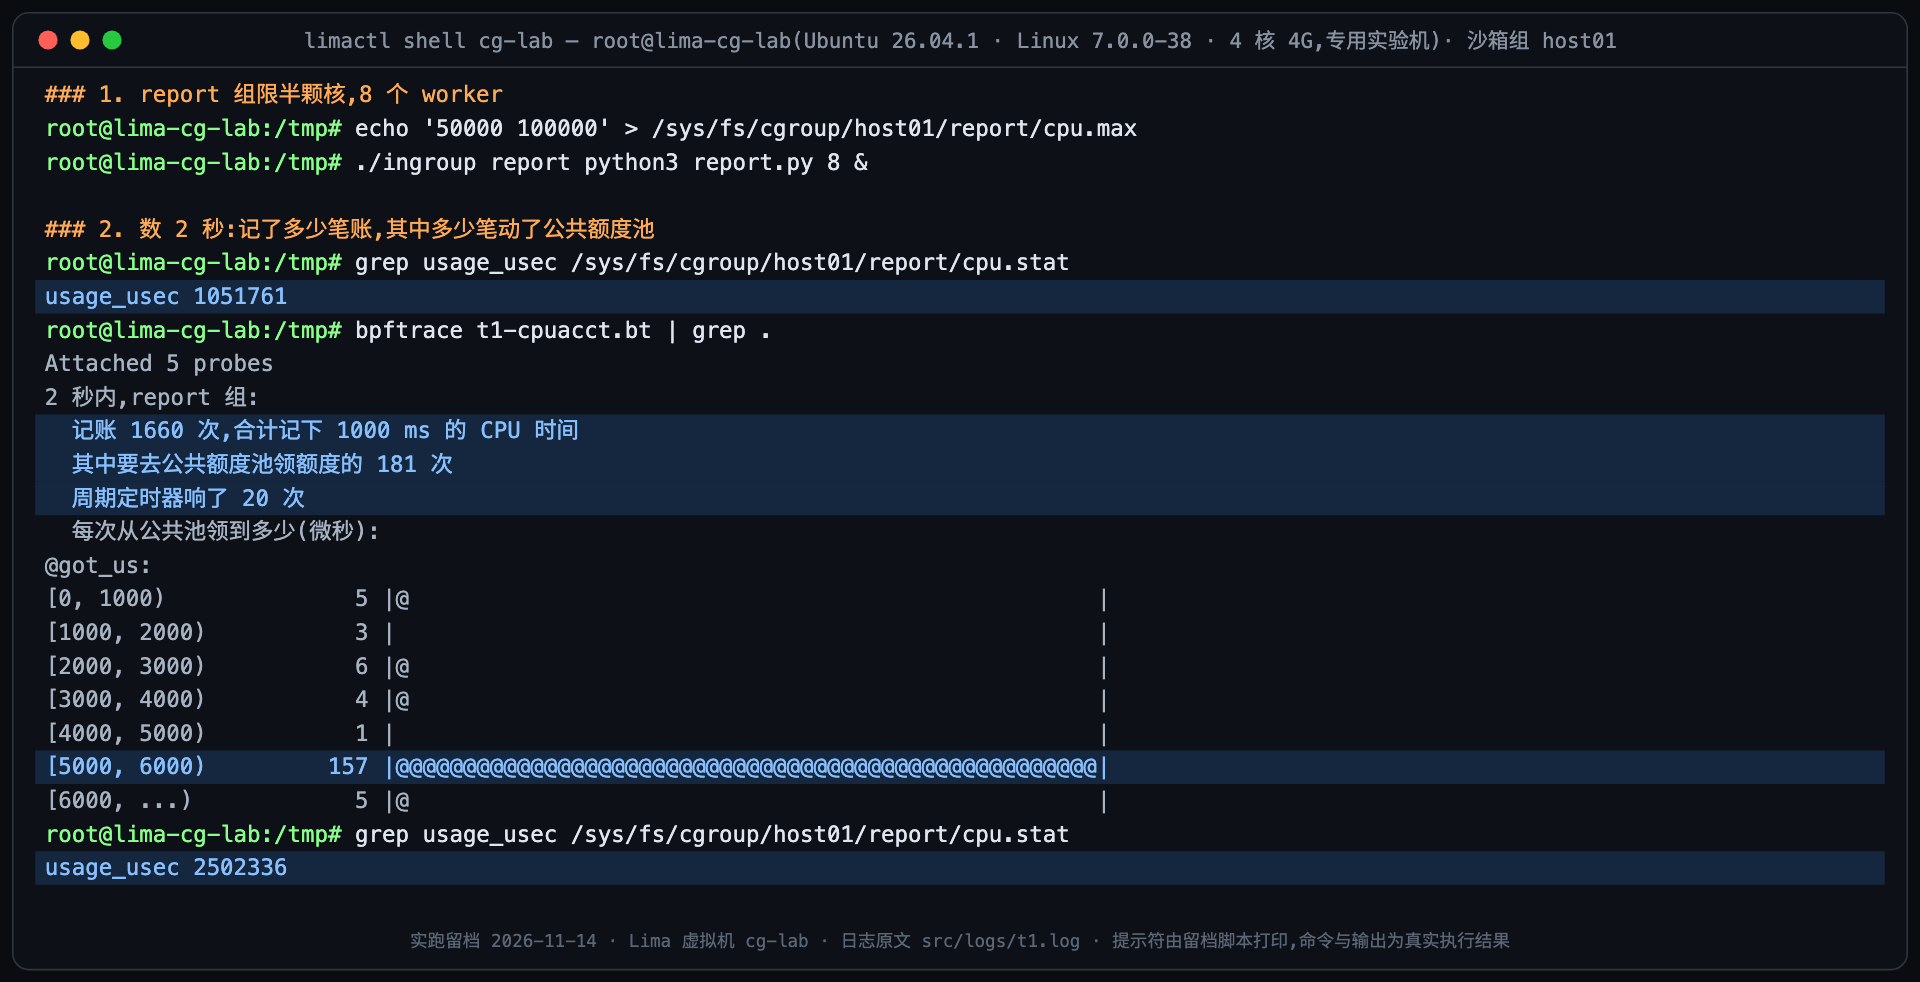 limactl shell cg-lab — root@lima-cg-lab(Ubuntu 26.04.1 · Linux 7.0.0-38 · 4 核 4G,专用实验机)· 沙箱组 host01
### 1. report 组限半颗核,8 个 worker
root@lima-cg-lab:/tmp# echo '50000 100000' > /sys/fs/cgroup/host01/report/cpu.max
root@lima-cg-lab:/tmp# ./ingroup report python3 report.py 8 &
### 2. 数 2 秒:记了多少笔账,其中多少笔动了公共额度池
root@lima-cg-lab:/tmp# grep usage_usec /sys/fs/cgroup/host01/report/cpu.stat
usage_usec 1051761
root@lima-cg-lab:/tmp# bpftrace t1-cpuacct.bt | grep .
Attached 5 probes
2 秒内,report 组:
记账 1660 次,合计记下 1000 ms 的 CPU 时间
其中要去公共额度池领额度的 181 次
周期定时器响了 20 次
每次从公共池领到多少(微秒):
@got_us:
[0, 1000) 5 |@ |
[1000, 2000) 3 | |
[2000, 3000) 6 |@ |
[3000, 4000) 4 |@ |
[4000, 5000) 1 | |
[5000, 6000) 157 |@@@@@@@@@@@@@@@@@@@@@@@@@@@@@@@@@@@@@@@@@@@@@@@@@@@@|
[6000, ...) 5 |@ |
root@lima-cg-lab:/tmp# grep usage_usec /sys/fs/cgroup/host01/report/cpu.stat
usage_usec 2502336
实跑留档 2026-11-14 · Lima 虚拟机 cg-lab · 日志原文 src/logs/t1.log · 提示符由留档脚本打印,命令与输出为真实执行结果